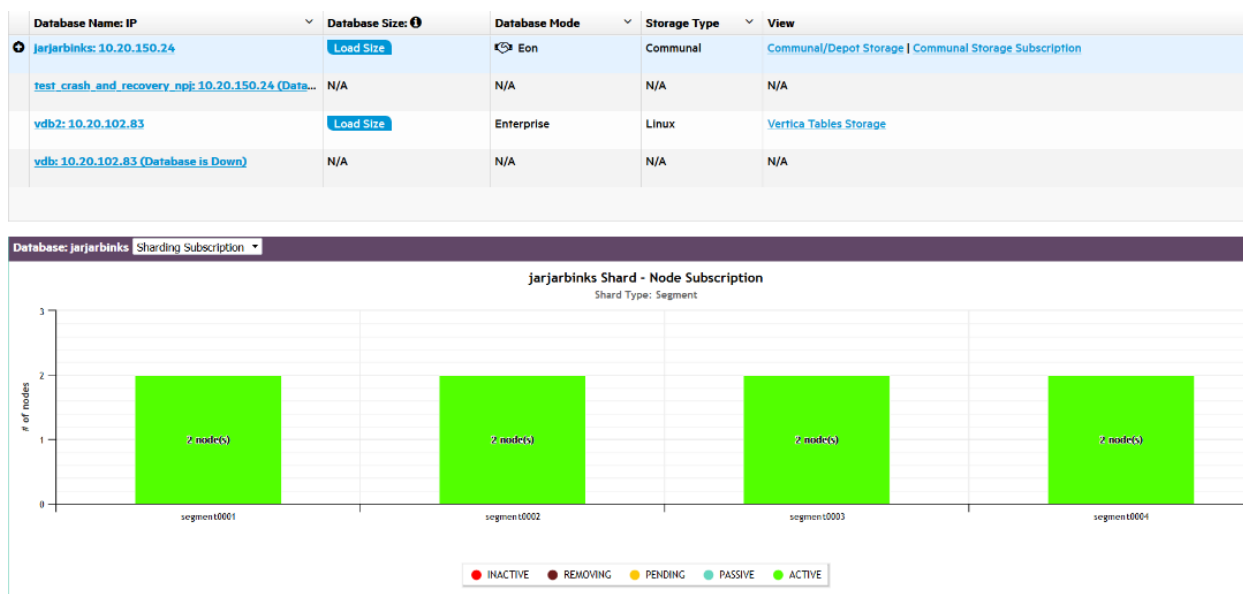 Database Name: IP Database Size: Database Mode Storage Type View
jarjarbinks: 10.20.150.24 Load Size Eon Communal Communal/Depot Storage | Communal Storage Subscription
test_crash_and_recovery_npj: 10.20.150.24 (Data... N/A N/A N/A N/A
vdb2: 10.20.102.83 Load Size Enterprise Linux Vertica Tables Storage
vdb: 10.20.102.83 (Database is Down) N/A N/A N/A N/A
Database: jarjarbinks Sharding Subscription
jarjarbinks Shard - Node Subscription
Shard Type: Segment
# of nodes
3
2
1
0
2 node(s) 2 node(s) 2 node(s) 2 node(s)
segment0001 segment0002 segment0003 segment0004
INACTIVE REMOVING PENDING PASSIVE ACTIVE